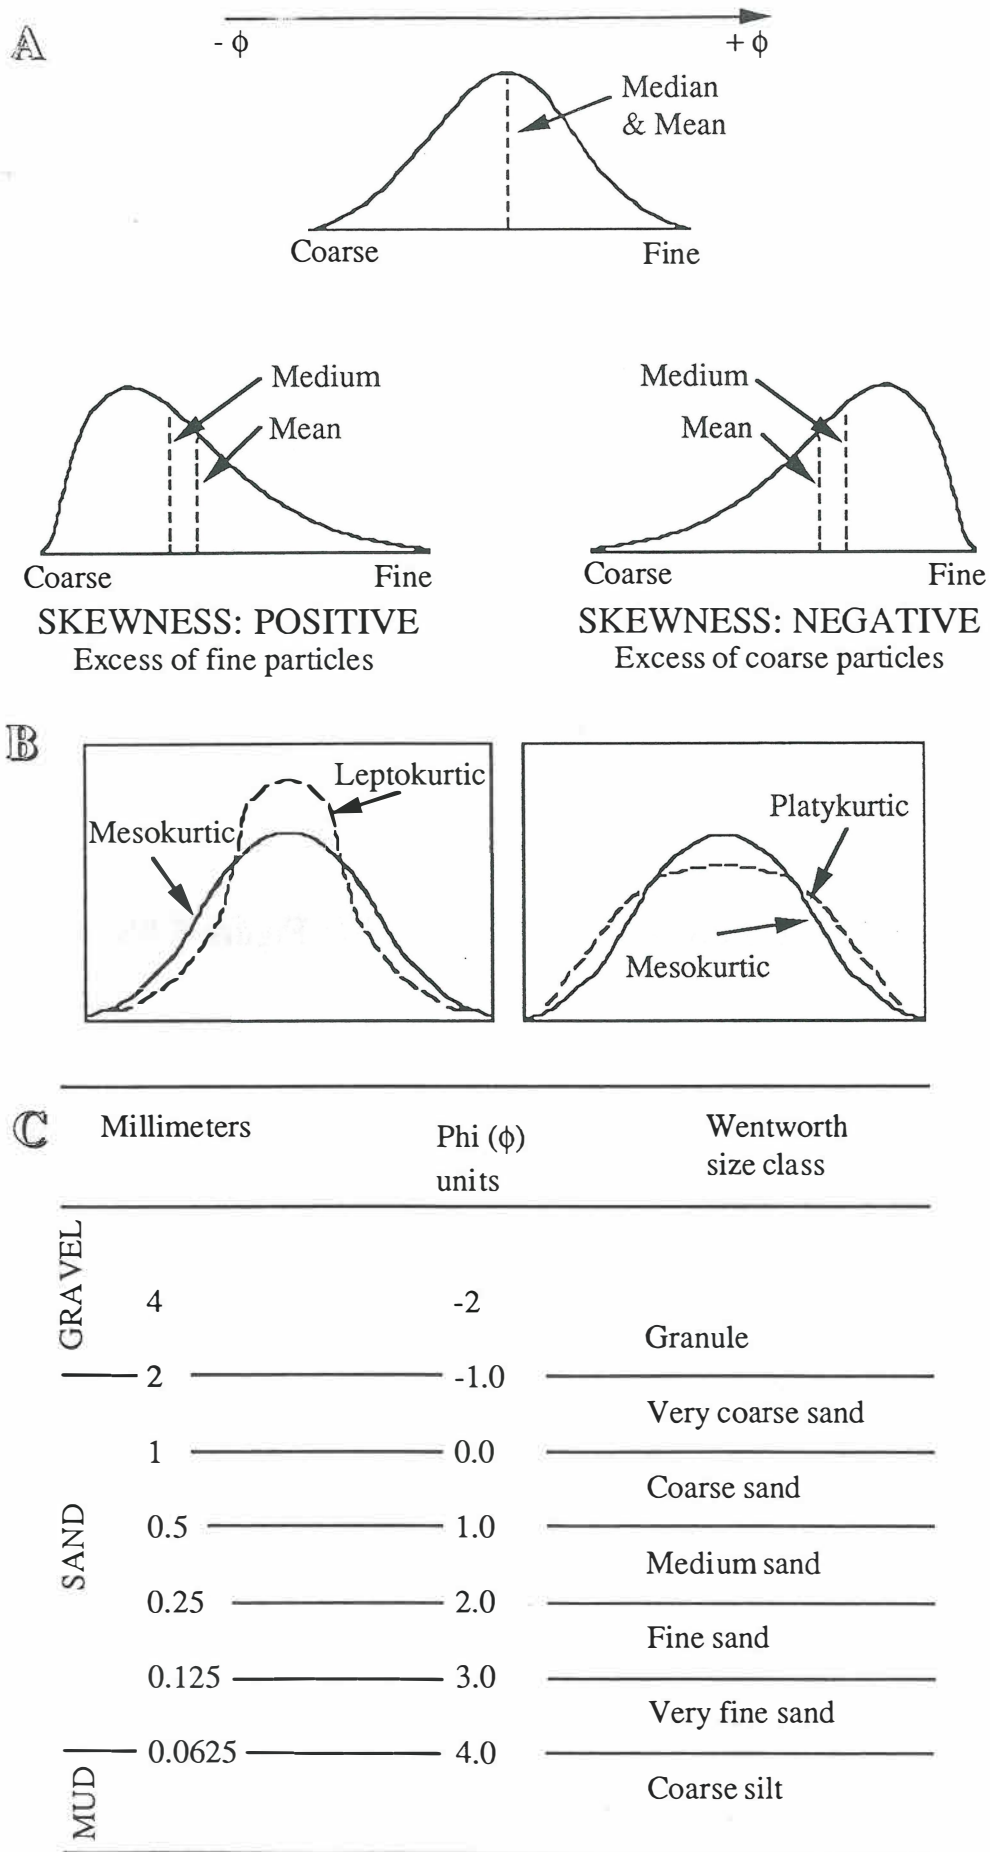 A
- ϕ
+ ϕ
Median
& Mean
Coarse
Fine
Medium
Mean
Coarse
Fine
SKEWNESS: POSITIVE
Excess of fine particles
Medium
Mean
Coarse
Fine
SKEWNESS: NEGATIVE
Excess of coarse particles
B
Leptokurtic
Mesokurtic
Platykurtic
Mesokurtic
C
Millimeters
Phi (ϕ)
units
Wentworth
size class
GRAVEL
4 -2
Granule
2 -1.0
Very coarse sand
1 0.0
Coarse sand
SAND
0.5 1.0
Medium sand
0.25 2.0
Fine sand
0.125 3.0
Very fine sand
0.0625 4.0
MUD
Coarse silt